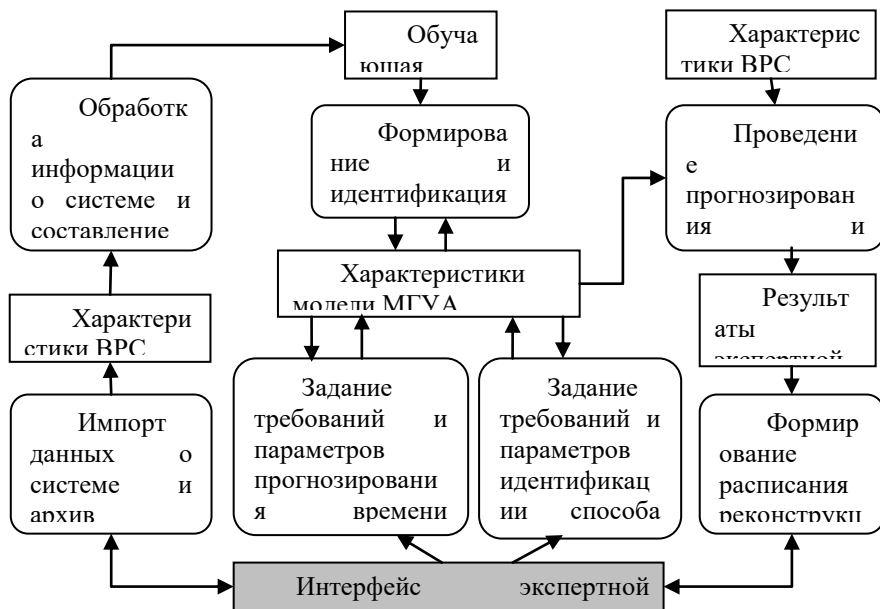 Обуча
ющая
Характерис
тики ВРС
Обработк
а
информации
о системе и
составление
Формирова
ние и
идентификация
Проведени
е
прогнозирован
ия и
Характеристики
модели МГУА
Характери
стики ВРС
Результ
аты
экспертной
Импорт
данных о
системе и
архив
Задание
требований и
параметров
прогнозировани
я времени
Задание
требований и
параметров
идентификац
ии способа
Формир
ование
расписания
реконструкц
Интерфейс экспертной